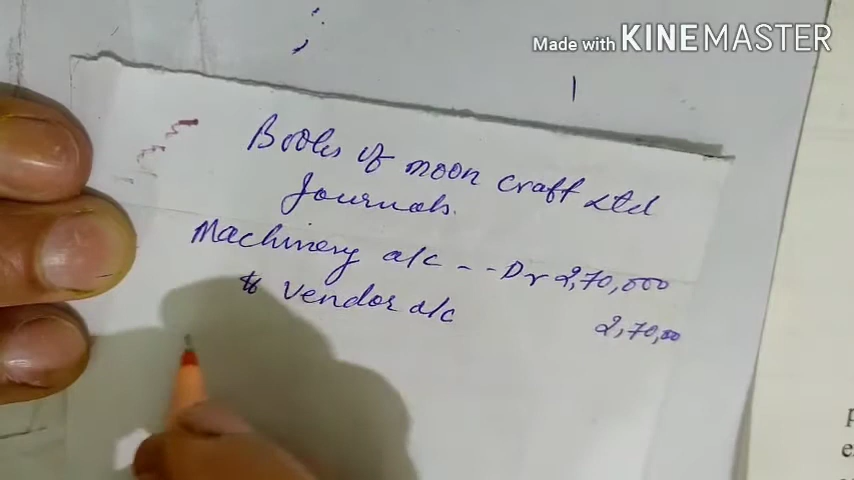 Made with KINEMASTER
Books of moon craft Ltd
Journals.
Machinery a/c -- Dr 2,70,000
to Vendor a/c 2,70,00